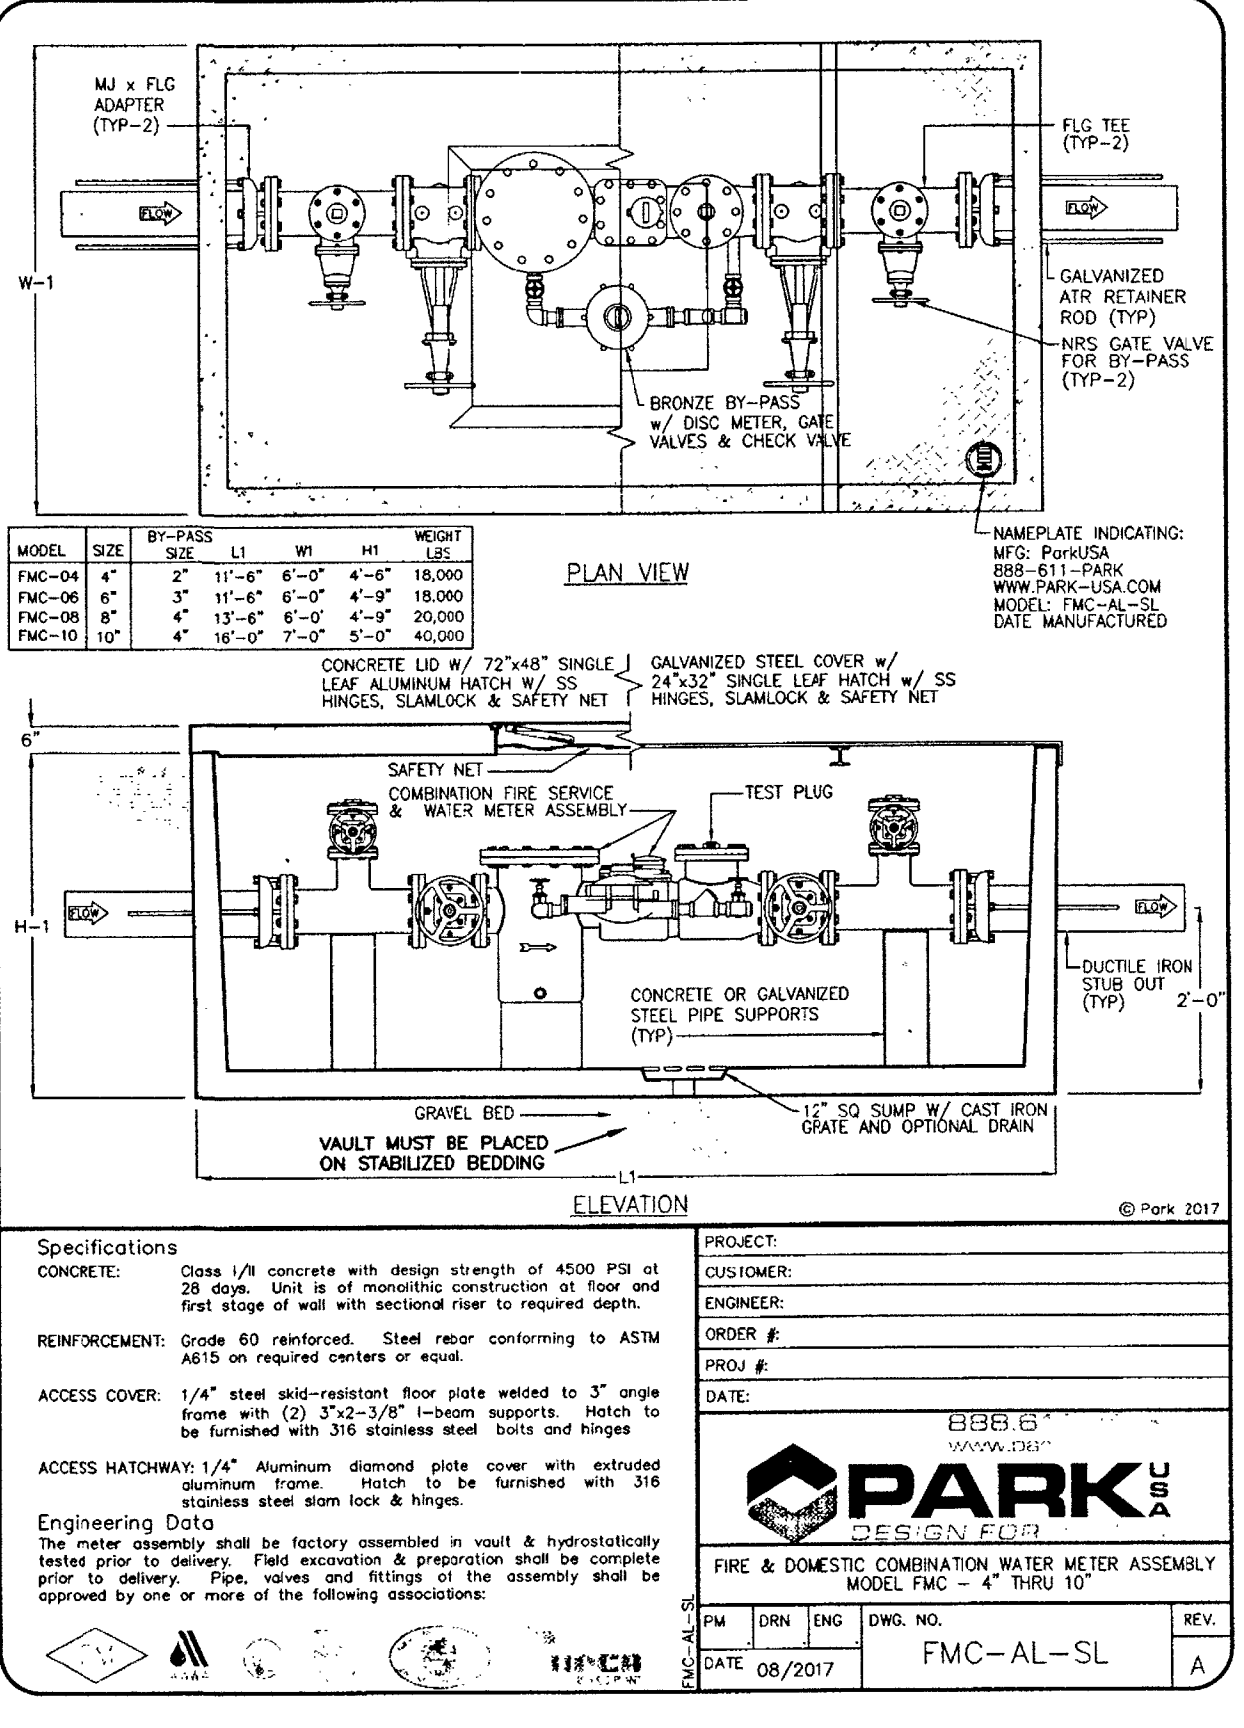 MJ x FLG
ADAPTER
(TYP-2)
FLG TEE
(TYP-2)
FLOW
FLOW
W-1
GALVANIZED
ATR RETAINER
ROD (TYP)
NRS GATE VALVE
FOR BY-PASS
(TYP-2)
BRONZE BY-PASS
w/ DISC METER, GATE
VALVES & CHECK VALVE
NAMEPLATE INDICATING:
MFG: ParkUSA
888-611-PARK
WWW.PARK-USA.COM
MODEL: FMC-AL-SL
DATE MANUFACTURED
PLAN VIEW
MODEL SIZE BY-PASS SIZE L1 W1 H1 WEIGHT LBS
FMC-04 4" 2" 11'-6" 6'-0" 4'-6" 18,000
FMC-06 6" 3" 11'-6" 6'-0" 4'-9" 18.000
FMC-08 8" 4" 13'-6" 6'-0' 4'-9" 20,000
FMC-10 10" 4" 16'-0" 7'-0" 5'-0" 40,000
CONCRETE LID W/ 72"x48" SINGLE
LEAF ALUMINUM HATCH W/ SS
HINGES, SLAMLOCK & SAFETY NET
GALVANIZED STEEL COVER w/
24"x32" SINGLE LEAF HATCH w/ SS
HINGES, SLAMLOCK & SAFETY NET
6"
SAFETY NET
COMBINATION FIRE SERVICE
& WATER METER ASSEMBLY
TEST PLUG
FLOW
FLOW
H-1
DUCTILE IRON
STUB OUT
(TYP)
2'-0"
CONCRETE OR GALVANIZED
STEEL PIPE SUPPORTS
(TYP)
GRAVEL BED
12" SQ SUMP W/ CAST IRON
GRATE AND OPTIONAL DRAIN
VAULT MUST BE PLACED
ON STABILIZED BEDDING
L1
ELEVATION
© Park 2017
Specifications
CONCRETE: Class I/II concrete with design strength of 4500 PSI at
28 days. Unit is of monolithic construction at floor and
first stage of wall with sectional riser to required depth.
REINFORCEMENT: Grade 60 reinforced. Steel rebar conforming to ASTM
A615 on required centers or equal.
ACCESS COVER: 1/4" steel skid-resistant floor plate welded to 3" angle
frame with (2) 3"x2-3/8" I-beam supports. Hatch to
be furnished with 316 stainless steel bolts and hinges
ACCESS HATCHWAY: 1/4" Aluminum diamond plate cover with extruded
aluminum frame. Hatch to be furnished with 316
stainless steel slam lock & hinges.
Engineering Data
The meter assembly shall be factory assembled in vault & hydrostatically
tested prior to delivery. Field excavation & preparation shall be complete
prior to delivery. Pipe, valves and fittings of the assembly shall be
approved by one or more of the following associations:
PROJECT:
CUSTOMER:
ENGINEER:
ORDER #:
PROJ #:
DATE:
888.6
PARK USA
DESIGN FOR
FIRE & DOMESTIC COMBINATION WATER METER ASSEMBLY
MODEL FMC - 4" THRU 10"
FMC-AL-SL
PM DRN ENG
DWG. NO.
FMC-AL-SL
REV.
A
DATE 08/2017